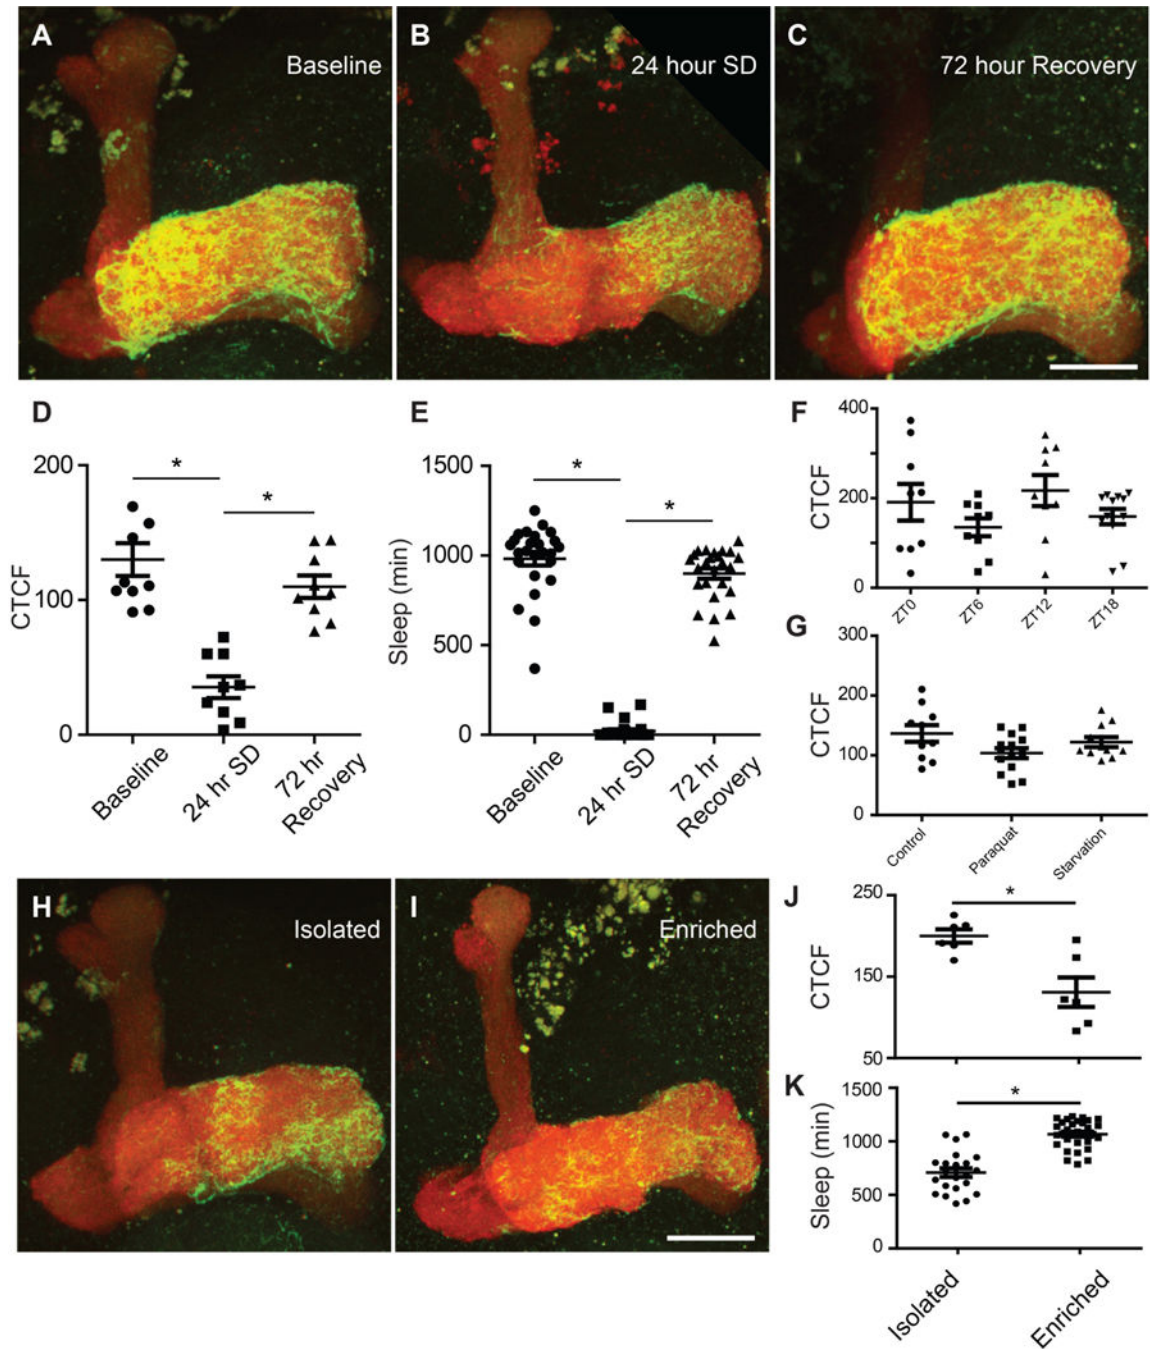 A
Baseline
B
24 hour SD
C
72 hour Recovery
D
CTCF
200
100
0
*
*
Baseline
24 hr SD
72 hr
Recovery
E
Sleep (min)
1500
1000
500
0
*
*
Baseline
24 hr SD
72 hr
Recovery
F
CTCF
400
200
0
ZT0
ZT6
ZT12
ZT18
G
CTCF
300
200
100
0
Control
Paraquat
Starvation
H
Isolated
I
Enriched
J
CTCF
250
150
50
*
K
Sleep (min)
1500
1000
500
0
*
Isolated
Enriched